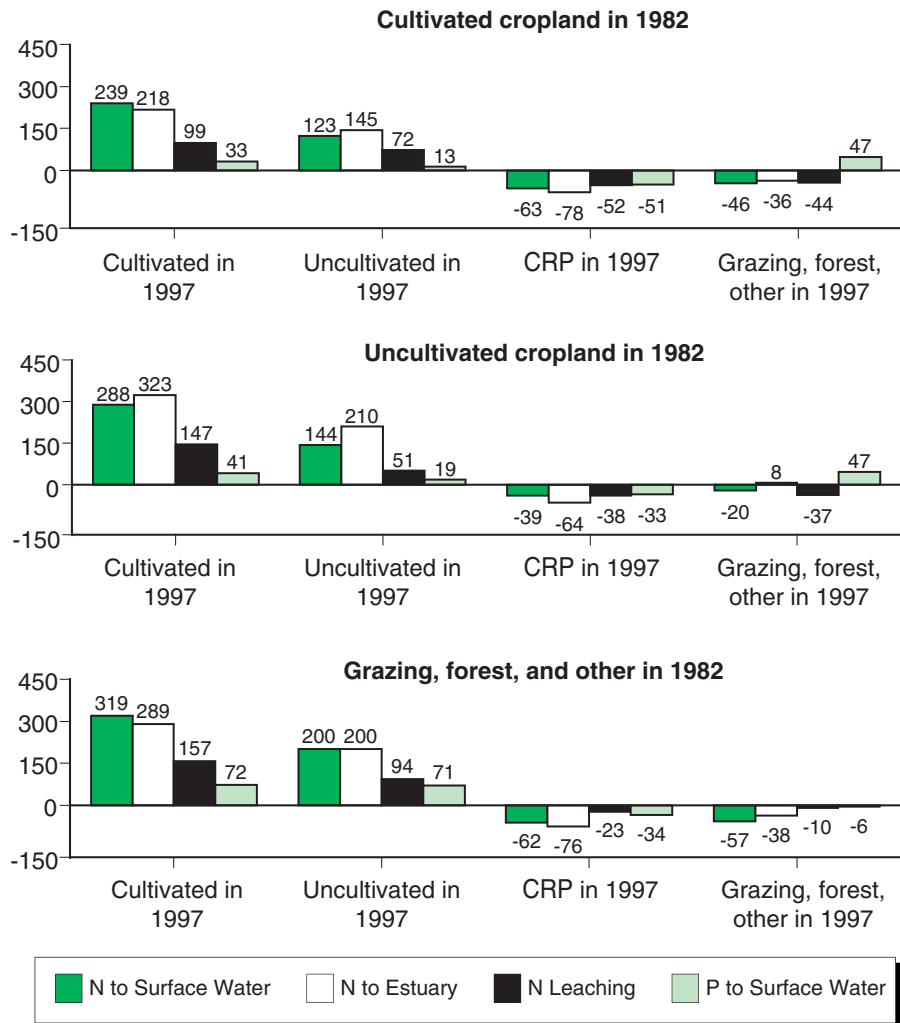 Cultivated cropland in 1982
450
300
150
0
-150
239 218 99 33
123 145 72 13
-63 -78 -52 -51
-46 -36 -44 47
Cultivated in
1997
Uncultivated in
1997
CRP in 1997
Grazing, forest,
other in 1997
Uncultivated cropland in 1982
450
300
150
0
-150
288 323 147 41
144 210 51 19
-39 -64 -38 -33
-20 8 -37 47
Cultivated in
1997
Uncultivated in
1997
CRP in 1997
Grazing, forest,
other in 1997
Grazing, forest, and other in 1982
450
300
150
0
-150
319 289 157 72
200 200 94 71
-62 -76 -23 -34
-57 -38 -10 -6
Cultivated in
1997
Uncultivated in
1997
CRP in 1997
Grazing, forest,
other in 1997
N to Surface Water N to Estuary N Leaching P to Surface Water